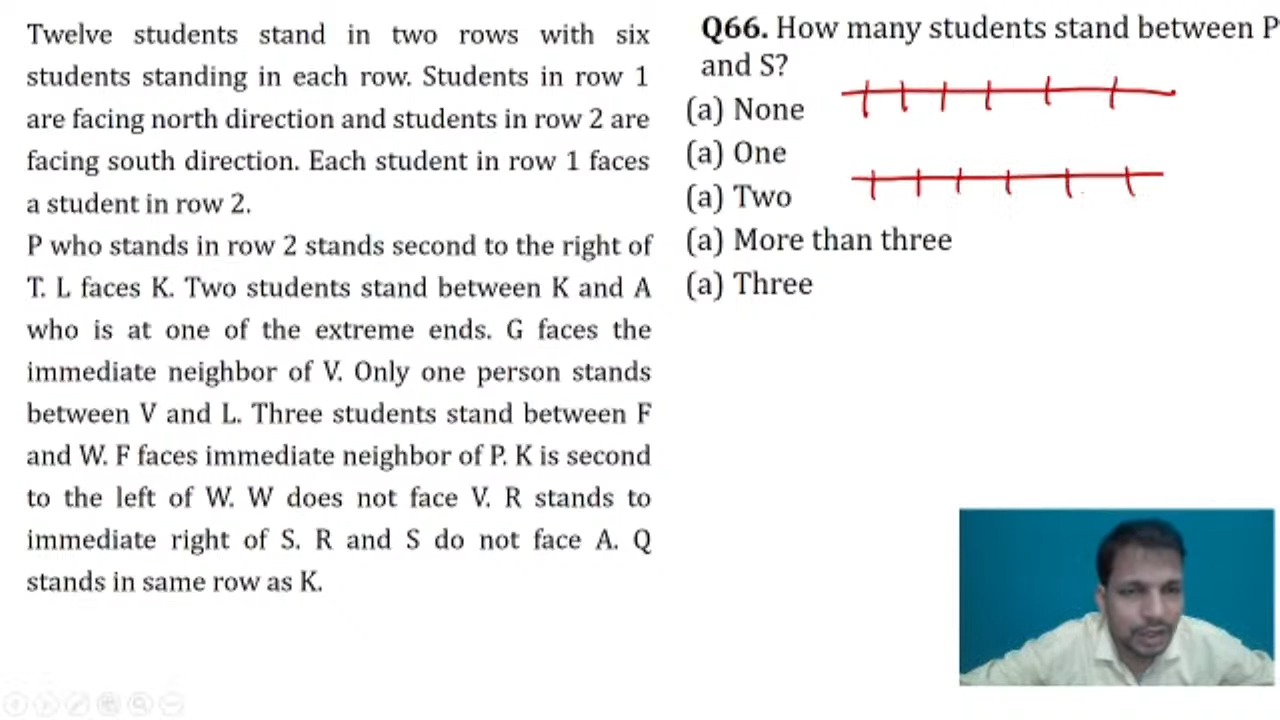 Twelve students stand in two rows with six
students standing in each row. Students in row 1
are facing north direction and students in row 2 are
facing south direction. Each student in row 1 faces
a student in row 2.
P who stands in row 2 stands second to the right of
T. L faces K. Two students stand between K and A
who is at one of the extreme ends. G faces the
immediate neighbor of V. Only one person stands
between V and L. Three students stand between F
and W. F faces immediate neighbor of P. K is second
to the left of W. W does not face V. R stands to
immediate right of S. R and S do not face A. Q
stands in same row as K.
Q66. How many students stand between P
and S?
(a) None
(a) One
(a) Two
(a) More than three
(a) Three